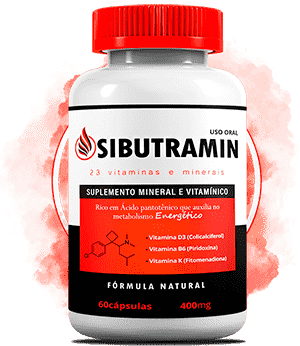 USO ORAL
SIBUTRAMIN
23 vitaminas e minerais
SUPLEMENTO MINERAL E VITAMÍNICO
Rico em Ácido pantotênico que auxilia no
metabolismo Energético
Vitamina D3 (Colicalciferol)
Vitamina B6 (Piridoxina)
Vitamina K (Fitomenadiona)
FÓRMULA NATURAL
60cápsulas 400mg